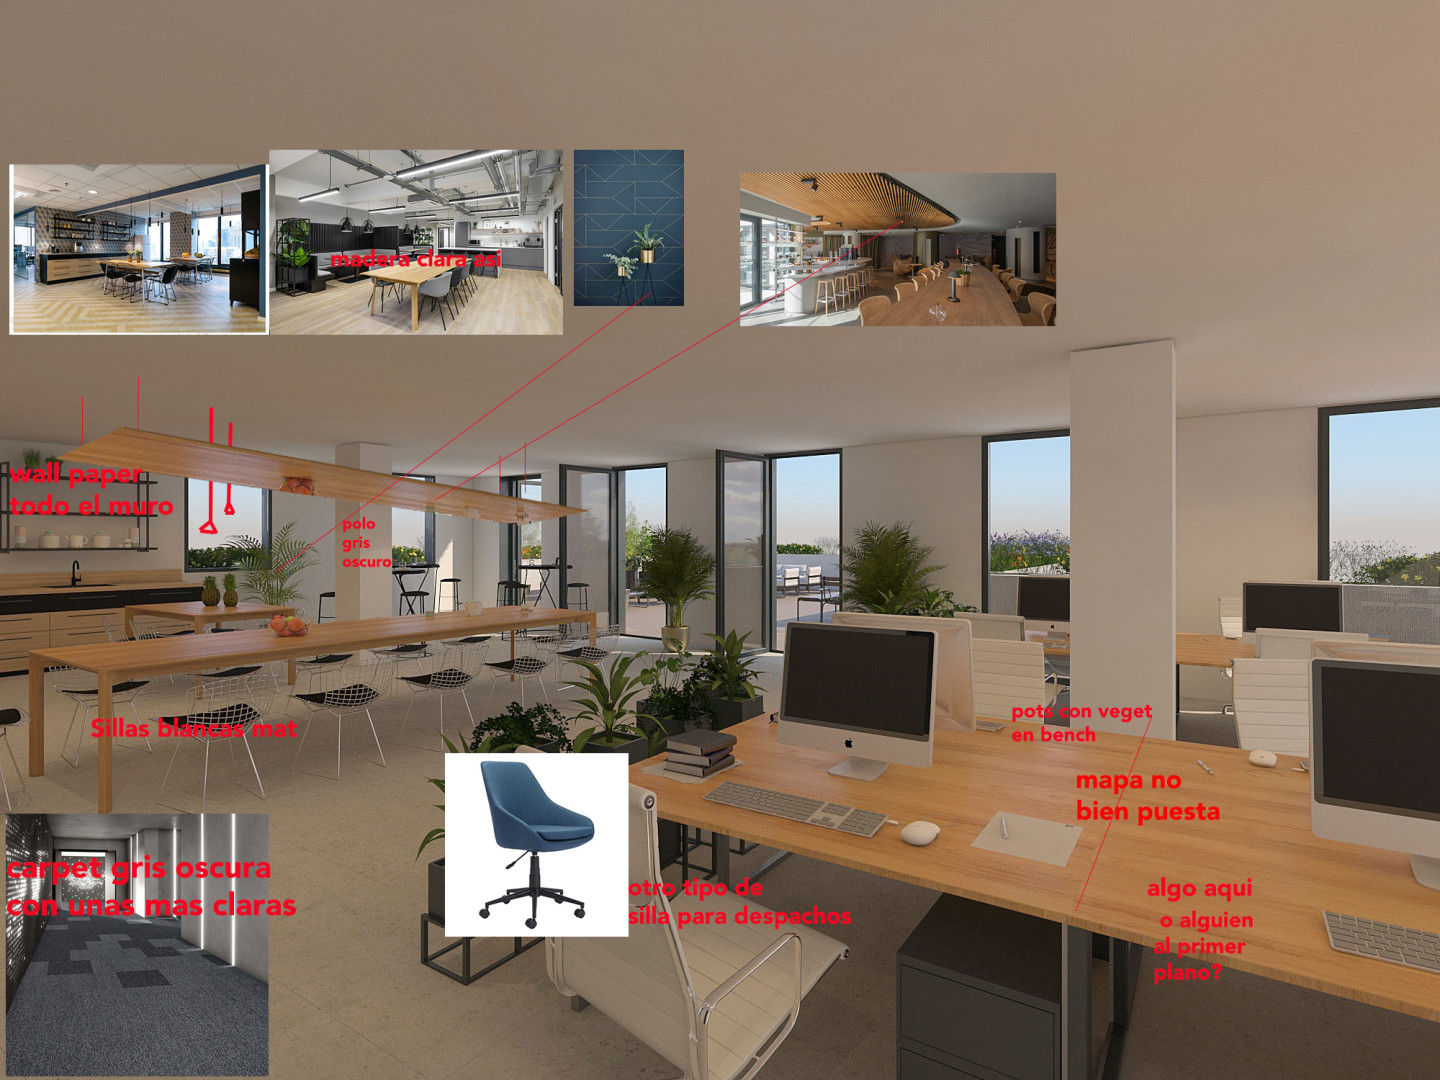 madera clara asi
wall paper
todo el muro
polo
gris
oscuro
Sillas blancas mat
pots con veget
en bench
mapa no
bien puesta
carpet gris oscura
con unas mas claras
otro tipo de
silla para despachos
algo aqui
o alguien
al primer
plano?